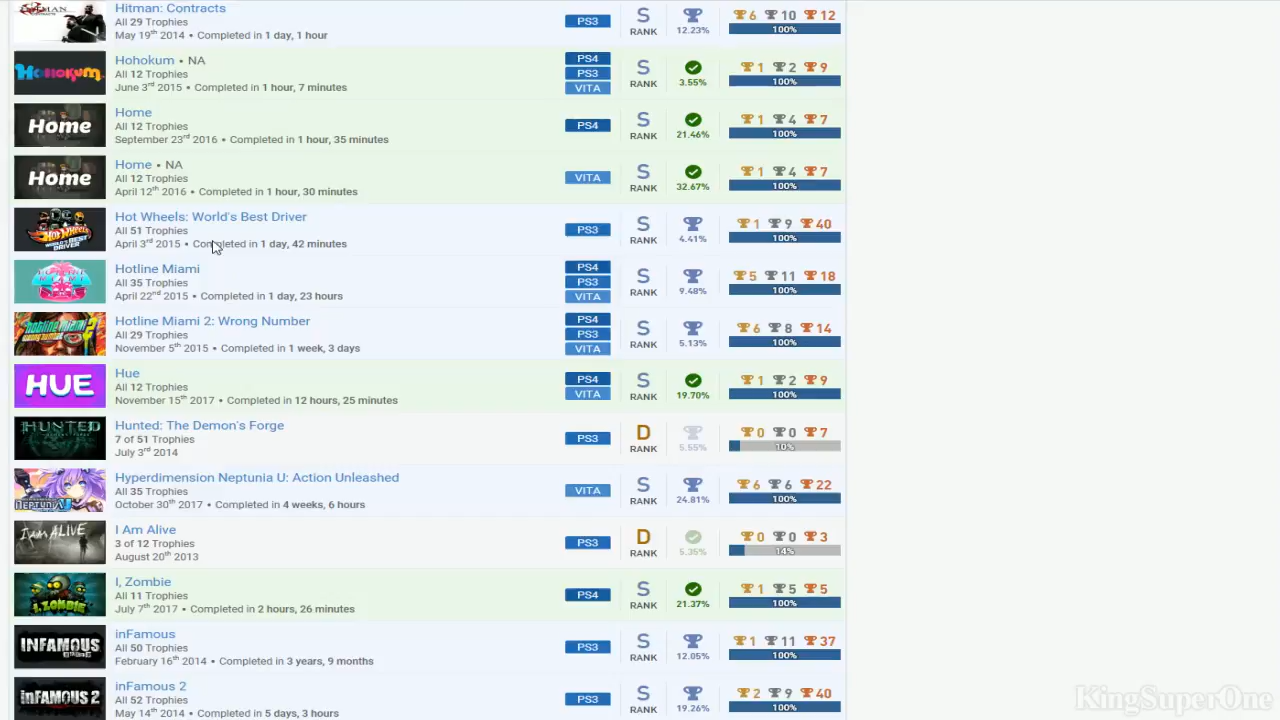 Hitman: Contracts
All 29 Trophies
May 19th 2014 • Completed in 1 day, 1 hour
PS3
S RANK
12.23%
6 10 12
100%
HOHOKUM
Hohokum • NA
All 12 Trophies
June 3rd 2015 • Completed in 1 hour, 7 minutes
PS4
PS3
VITA
S RANK
3.55%
1 2 9
100%
Home
Home
All 12 Trophies
September 23rd 2016 • Completed in 1 hour, 35 minutes
PS4
S RANK
21.46%
1 4 7
100%
Home
Home • NA
All 12 Trophies
April 12th 2016 • Completed in 1 hour, 30 minutes
VITA
S RANK
32.67%
1 4 7
100%
HOT WHEELS
WORLD'S BEST DRIVER
Hot Wheels: World's Best Driver
All 51 Trophies
April 3rd 2015 • Completed in 1 day, 42 minutes
PS3
S RANK
4.41%
1 9 40
100%
Hotline Miami
All 35 Trophies
April 22nd 2015 • Completed in 1 day, 23 hours
PS4
PS3
VITA
S RANK
9.48%
5 11 18
100%
Hotline Miami 2: Wrong Number
All 29 Trophies
November 5th 2015 • Completed in 1 week, 3 days
PS4
PS3
VITA
S RANK
5.13%
6 8 14
100%
HUE
Hue
All 12 Trophies
November 15th 2017 • Completed in 12 hours, 25 minutes
PS4
VITA
S RANK
19.70%
1 2 9
100%
HUNTED
Hunted: The Demon's Forge
7 of 51 Trophies
July 3rd 2014
PS3
D RANK
5.55%
0 0 7
10%
NEPTUNIA U
Hyperdimension Neptunia U: Action Unleashed
All 35 Trophies
October 30th 2017 • Completed in 4 weeks, 6 hours
VITA
S RANK
24.81%
6 6 22
100%
I AM ALIVE
I Am Alive
3 of 12 Trophies
August 20th 2013
PS3
D RANK
5.35%
0 0 3
14%
I, ZOMBIE
I, Zombie
All 11 Trophies
July 7th 2017 • Completed in 2 hours, 26 minutes
PS4
S RANK
21.37%
1 5 5
100%
INFAMOUS
inFamous
All 50 Trophies
February 16th 2014 • Completed in 3 years, 9 months
PS3
S RANK
12.05%
1 11 37
100%
inFAMOUS 2
inFamous 2
All 52 Trophies
May 14th 2014 • Completed in 5 days, 3 hours
PS3
S RANK
19.26%
2 9 40
100%
KingSuperOne